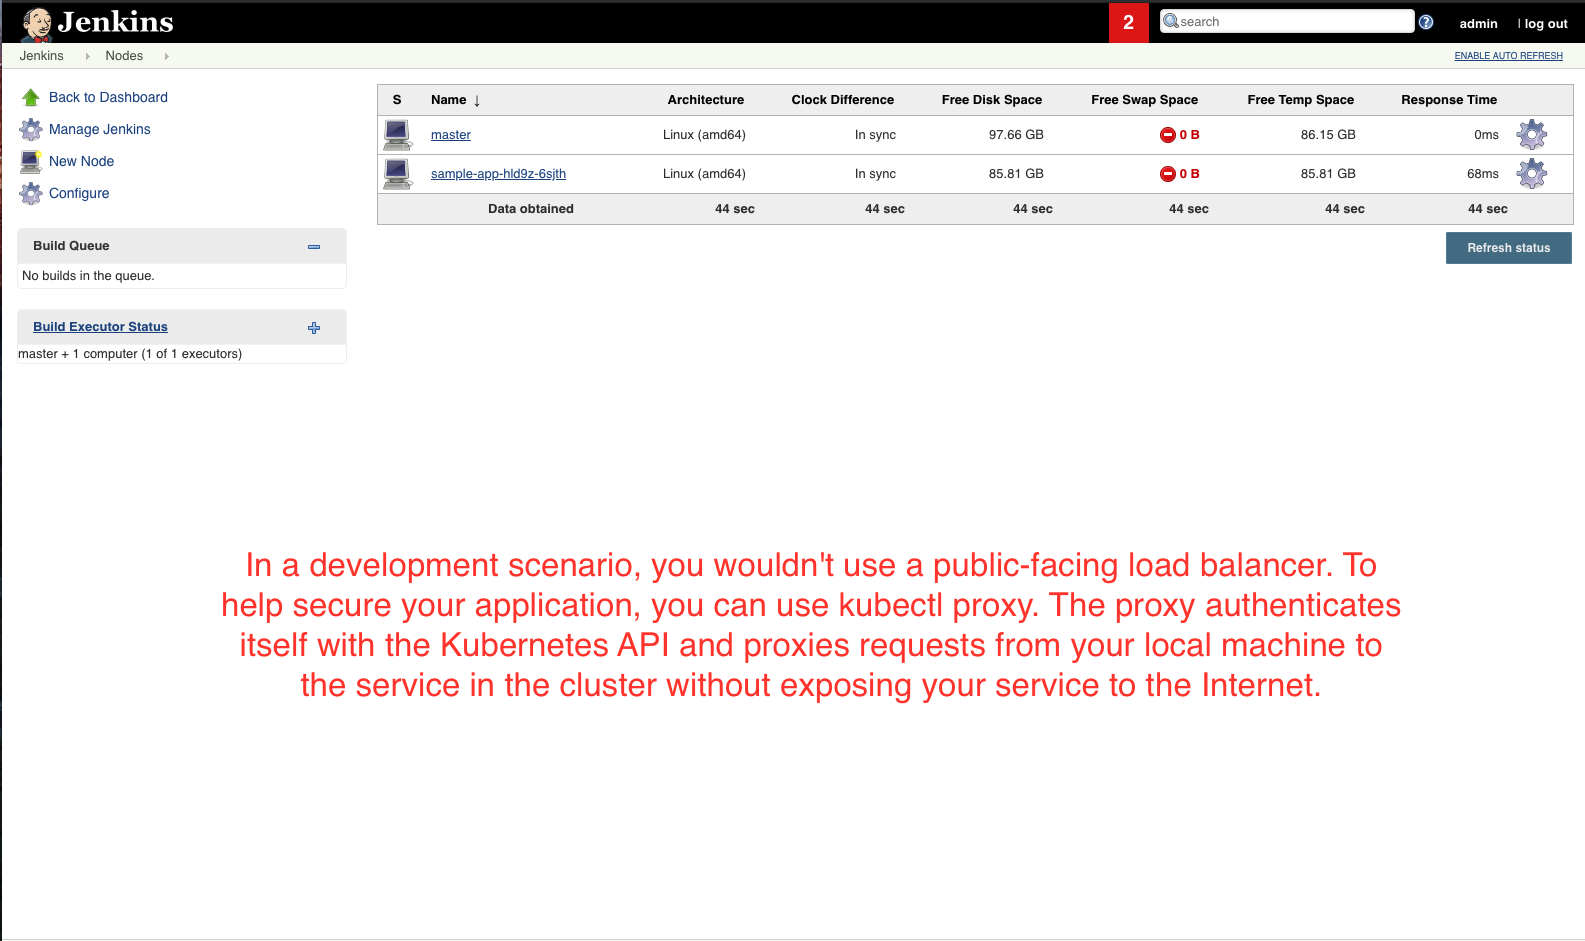 Jenkins
2
search
admin
| log out
Jenkins
Nodes
ENABLE AUTO REFRESH
Back to Dashboard
Manage Jenkins
New Node
Configure
Build Queue
No builds in the queue.
Build Executor Status
master + 1 computer (1 of 1 executors)
S Name ↓ Architecture Clock Difference Free Disk Space Free Swap Space Free Temp Space Response Time
master Linux (amd64) In sync 97.66 GB 0 B 86.15 GB 0ms
sample-app-hld9z-6sjth Linux (amd64) In sync 85.81 GB 0 B 85.81 GB 68ms
Data obtained 44 sec 44 sec 44 sec 44 sec 44 sec 44 sec
Refresh status
In a development scenario, you wouldn't use a public-facing load balancer. To
help secure your application, you can use kubectl proxy. The proxy authenticates
itself with the Kubernetes API and proxies requests from your local machine to
the service in the cluster without exposing your service to the Internet.